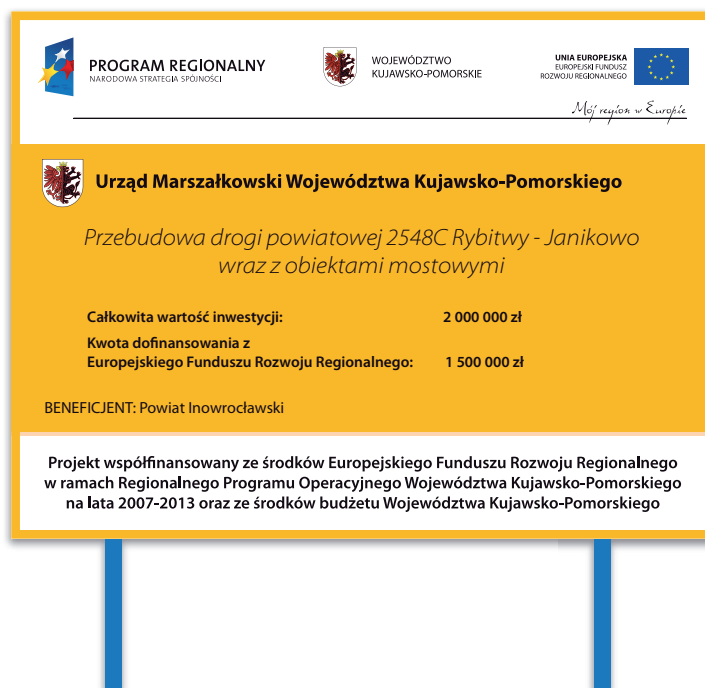 PROGRAM REGIONALNY
NARODOWA STRATEGIA SPÓJNOŚCI
WOJEWÓDZTWO
KUJAWSKO-POMORSKIE
UNIA EUROPEJSKA
EUROPEJSKI FUNDUSZ
ROZWOJU REGIONALNEGO
Mój region w Europie
Urząd Marszałkowski Województwa Kujawsko-Pomorskiego
Przebudowa drogi powiatowej 2548C Rybitwy - Janikowo
wraz z obiektami mostowymi
Całkowita wartość inwestycji: 2 000 000 zł
Kwota dofinansowania z
Europejskiego Funduszu Rozwoju Regionalnego: 1 500 000 zł
BENEFICJENT: Powiat Inowrocławski
Projekt współfinansowany ze środków Europejskiego Funduszu Rozwoju Regionalnego
w ramach Regionalnego Programu Operacyjnego Województwa Kujawsko-Pomorskiego
na lata 2007-2013 oraz ze środków budżetu Województwa Kujawsko-Pomorskiego